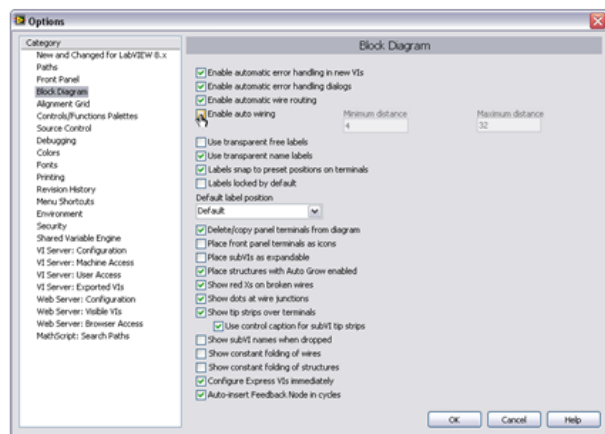 Options
Category
New and Changed for LabVIEW 8.x
Paths
Front Panel
Block Diagram
Alignment Grid
Controls/Functions Palettes
Source Control
Debugging
Colors
Fonts
Printing
Revision History
Menu Shortcuts
Environment
Security
Shared Variable Engine
VI Server: Configuration
VI Server: Machine Access
VI Server: User Access
VI Server: Exported VIs
Web Server: Configuration
Web Server: Visible VIs
Web Server: Browser Access
MathScript: Search Paths
Block Diagram
Enable automatic error handling in new VIs
Enable automatic error handling dialogs
Enable automatic wire routing
Enable auto wiring
Minimum distance
4
Maximum distance
32
Use transparent free labels
Use transparent name labels
Labels snap to preset positions on terminals
Labels locked by default
Default label position
Default
Delete/copy panel terminals from diagram
Place front panel terminals as icons
Place subVIs as expandable
Place structures with Auto Grow enabled
Show red Xs on broken wires
Show dots at wire junctions
Show tip strips over terminals
Use control caption for subVI tip strips
Show subVI names when dropped
Show constant folding of wires
Show constant folding of structures
Configure Express VIs immediately
Auto-insert Feedback Node in cycles
OK
Cancel
Help